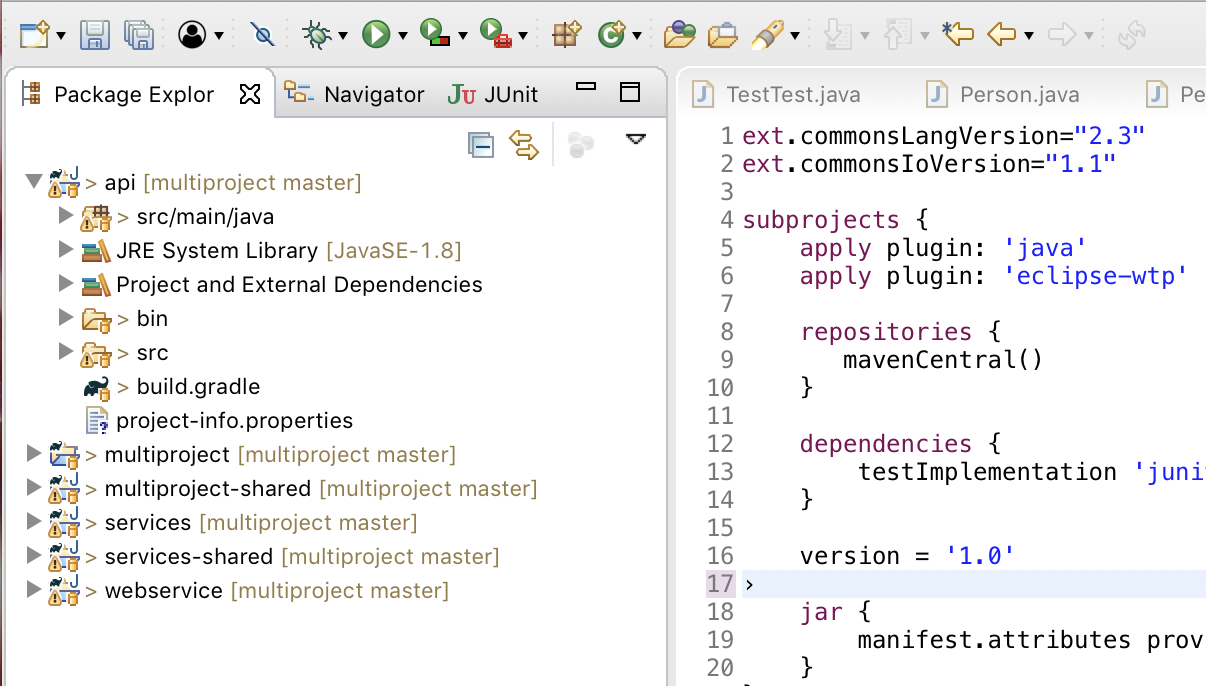 Package Explor
Navigator
JUnit
> api [multiproject master]
> src/main/java
JRE System Library [JavaSE-1.8]
Project and External Dependencies
> bin
> src
> build.gradle
project-info.properties
> multiproject [multiproject master]
> multiproject-shared [multiproject master]
> services [multiproject master]
> services-shared [multiproject master]
> webservice [multiproject master]
TestTest.java
Person.java
Pe
1 ext.commonsLangVersion="2.3"
2 ext.commonsIoVersion="1.1"
3
4 subprojects {
5 apply plugin: 'java'
6 apply plugin: 'eclipse-wtp'
7
8 repositories {
9 mavenCentral()
10 }
11
12 dependencies {
13 testImplementation 'juni
14 }
15
16 version = '1.0'
17 ›
18 jar {
19 manifest.attributes prov
20 }